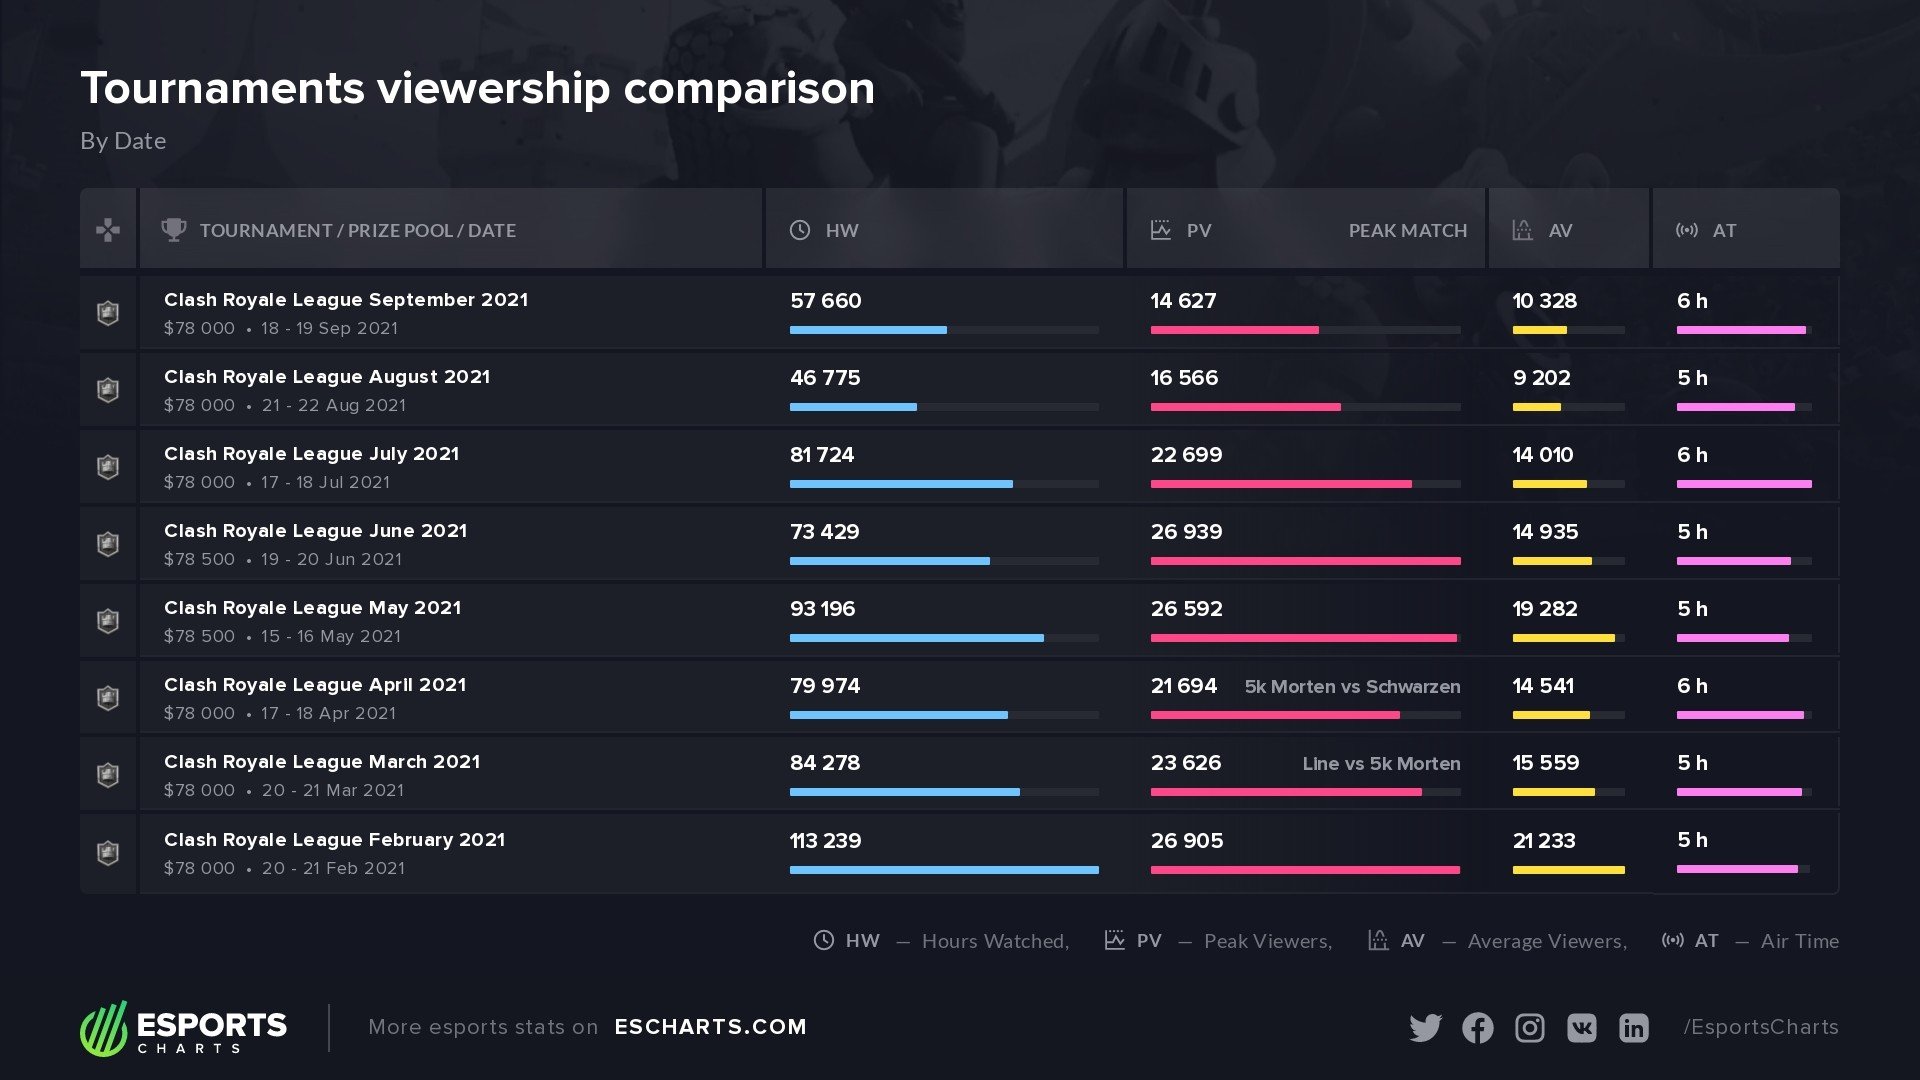 Tournaments viewership comparison
By Date
TOURNAMENT / PRIZE POOL / DATE HW PV PEAK MATCH AV AT
Clash Royale League September 2021 57 660 14 627 10 328 6 h
$78 000 • 18 - 19 Sep 2021
Clash Royale League August 2021 46 775 16 566 9 202 5 h
$78 000 • 21 - 22 Aug 2021
Clash Royale League July 2021 81 724 22 699 14 010 6 h
$78 000 • 17 - 18 Jul 2021
Clash Royale League June 2021 73 429 26 939 14 935 5 h
$78 500 • 19 - 20 Jun 2021
Clash Royale League May 2021 93 196 26 592 19 282 5 h
$78 500 • 15 - 16 May 2021
Clash Royale League April 2021 79 974 21 694 5k Morten vs Schwarzen 14 541 6 h
$78 000 • 17 - 18 Apr 2021
Clash Royale League March 2021 84 278 23 626 LIne vs 5k Morten 15 559 5 h
$78 000 • 20 - 21 Mar 2021
Clash Royale League February 2021 113 239 26 905 21 233 5 h
$78 000 • 20 - 21 Feb 2021
HW — Hours Watched, PV — Peak Viewers, AV — Average Viewers, AT — Air Time
ESPORTS
CHARTS
More esports stats on ESCHARTS.COM
/EsportsCharts